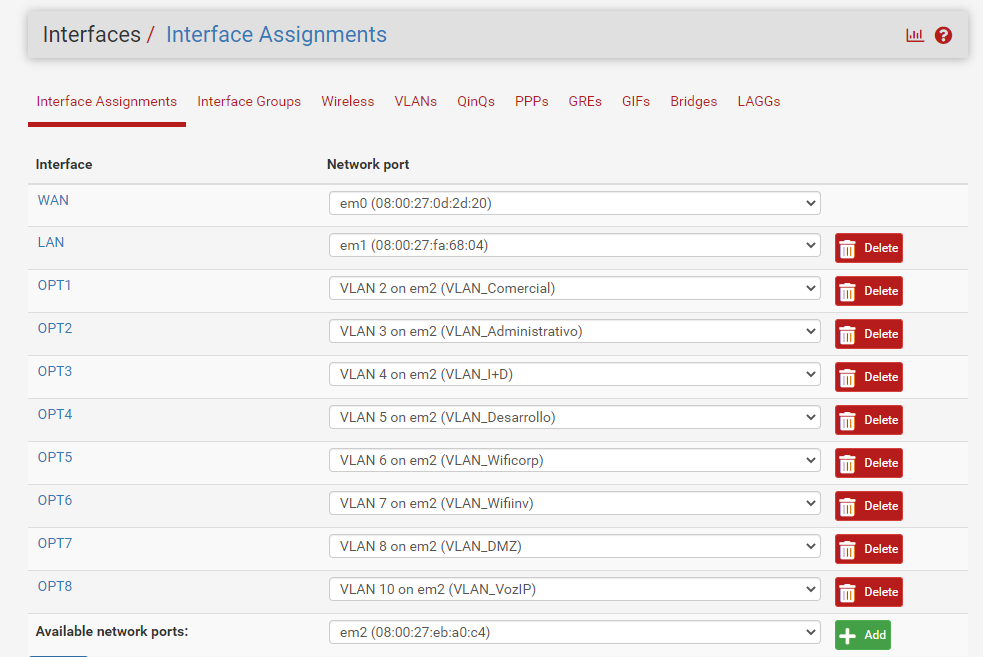 Interfaces / Interface Assignments
Interface Assignments Interface Groups Wireless VLANs QinQs PPPs GREs GIFs Bridges LAGGs
Interface Network port
WAN em0 (08:00:27:0d:2d:20)
LAN em1 (08:00:27:fa:68:04) Delete
OPT1 VLAN 2 on em2 (VLAN_Comercial) Delete
OPT2 VLAN 3 on em2 (VLAN_Administrativo) Delete
OPT3 VLAN 4 on em2 (VLAN_I+D) Delete
OPT4 VLAN 5 on em2 (VLAN_Desarrollo) Delete
OPT5 VLAN 6 on em2 (VLAN_Wificorp) Delete
OPT6 VLAN 7 on em2 (VLAN_Wifiinv) Delete
OPT7 VLAN 8 on em2 (VLAN_DMZ) Delete
OPT8 VLAN 10 on em2 (VLAN_VozIP) Delete
Available network ports: em2 (08:00:27:eb:a0:c4) Add